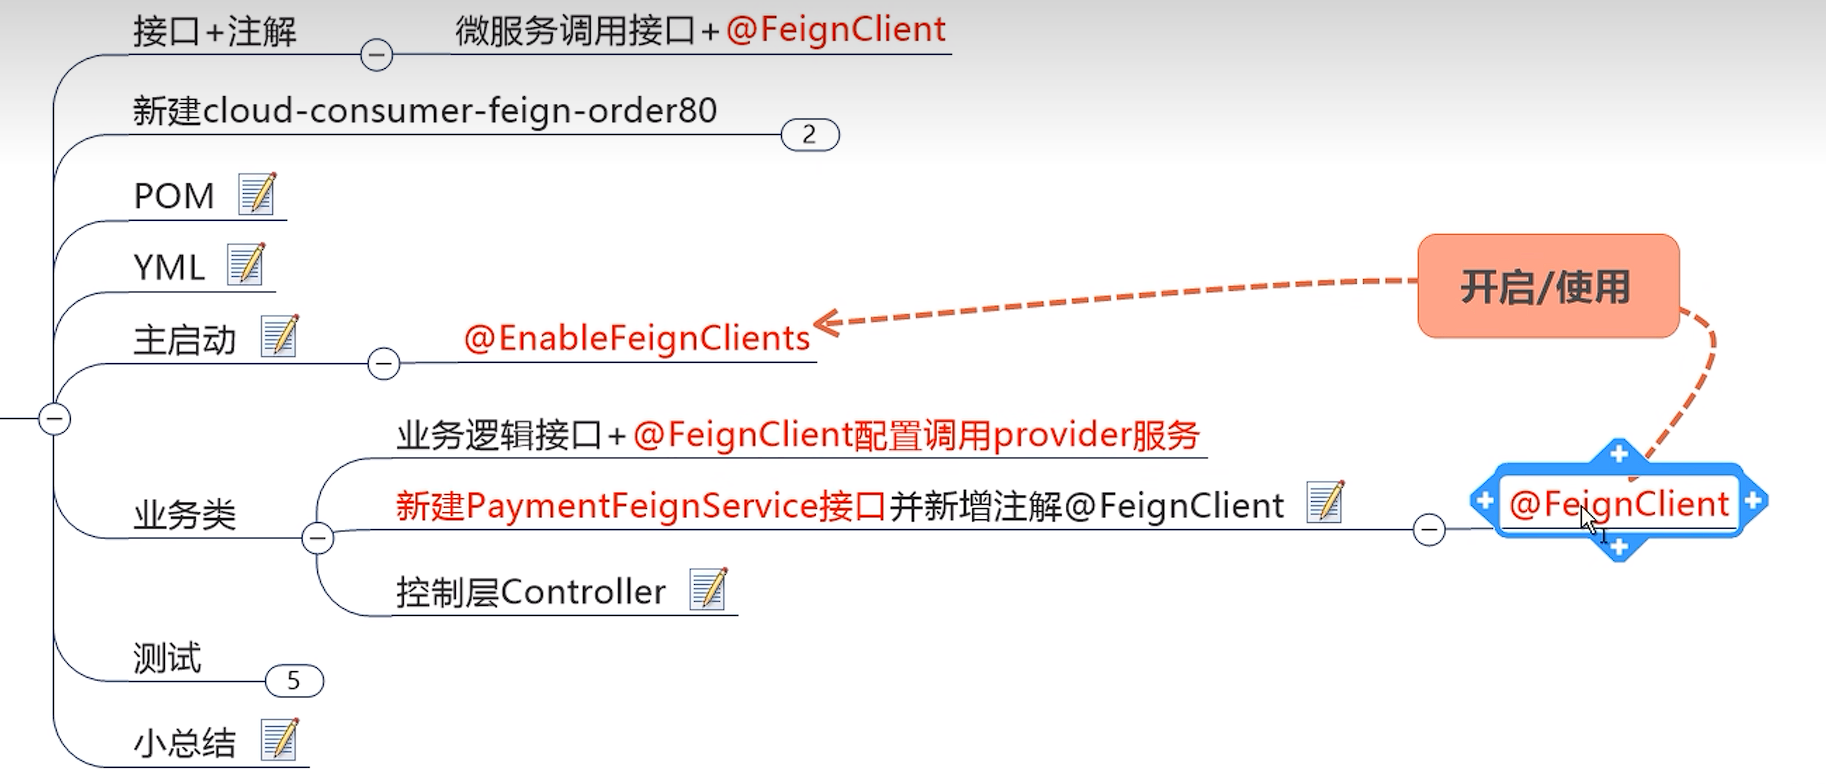 接口+注解
微服务调用接口+@FeignClient
新建cloud-consumer-feign-order80
2
POM
YML
开启/使用
主启动
@EnableFeignClients
业务逻辑接口+@FeignClient配置调用provider服务
业务类
新建PaymentFeignService接口并新增注解@FeignClient
@FeignClient
控制层Controller
测试
5
小总结